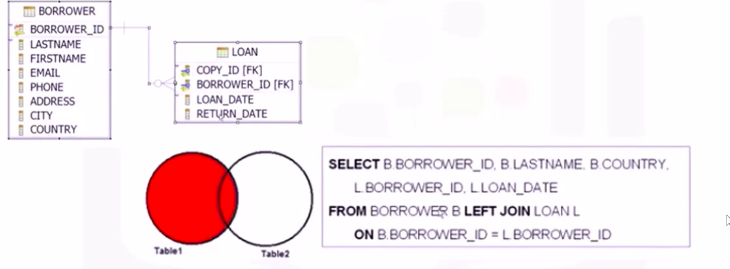 BORROWER
BORROWER_ID
LASTNAME
FIRSTNAME
EMAIL
PHONE
ADDRESS
CITY
COUNTRY
LOAN
COPY_ID [FK]
BORROWER_ID [FK]
LOAN_DATE
RETURN_DATE
Table1
Table2
SELECT B.BORROWER_ID, B.LASTNAME, B.COUNTRY,
L.BORROWER_ID, L.LOAN_DATE
FROM BORROWER B LEFT JOIN LOAN L
ON B.BORROWER_ID = L.BORROWER_ID